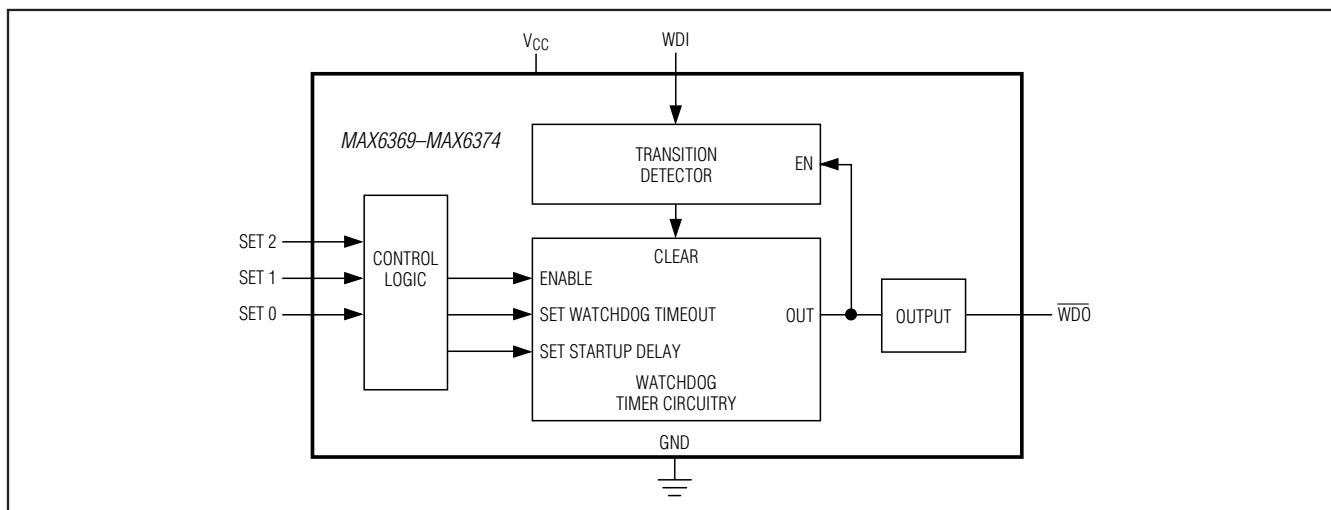 VCC
WDI
MAX6369–MAX6374
TRANSITION
DETECTOR
EN
SET 2
SET 1
SET 0
CONTROL
LOGIC
CLEAR
ENABLE
SET WATCHDOG TIMEOUT
SET STARTUP DELAY
OUT
WATCHDOG
TIMER CIRCUITRY
OUTPUT
W̅D̅O̅
GND